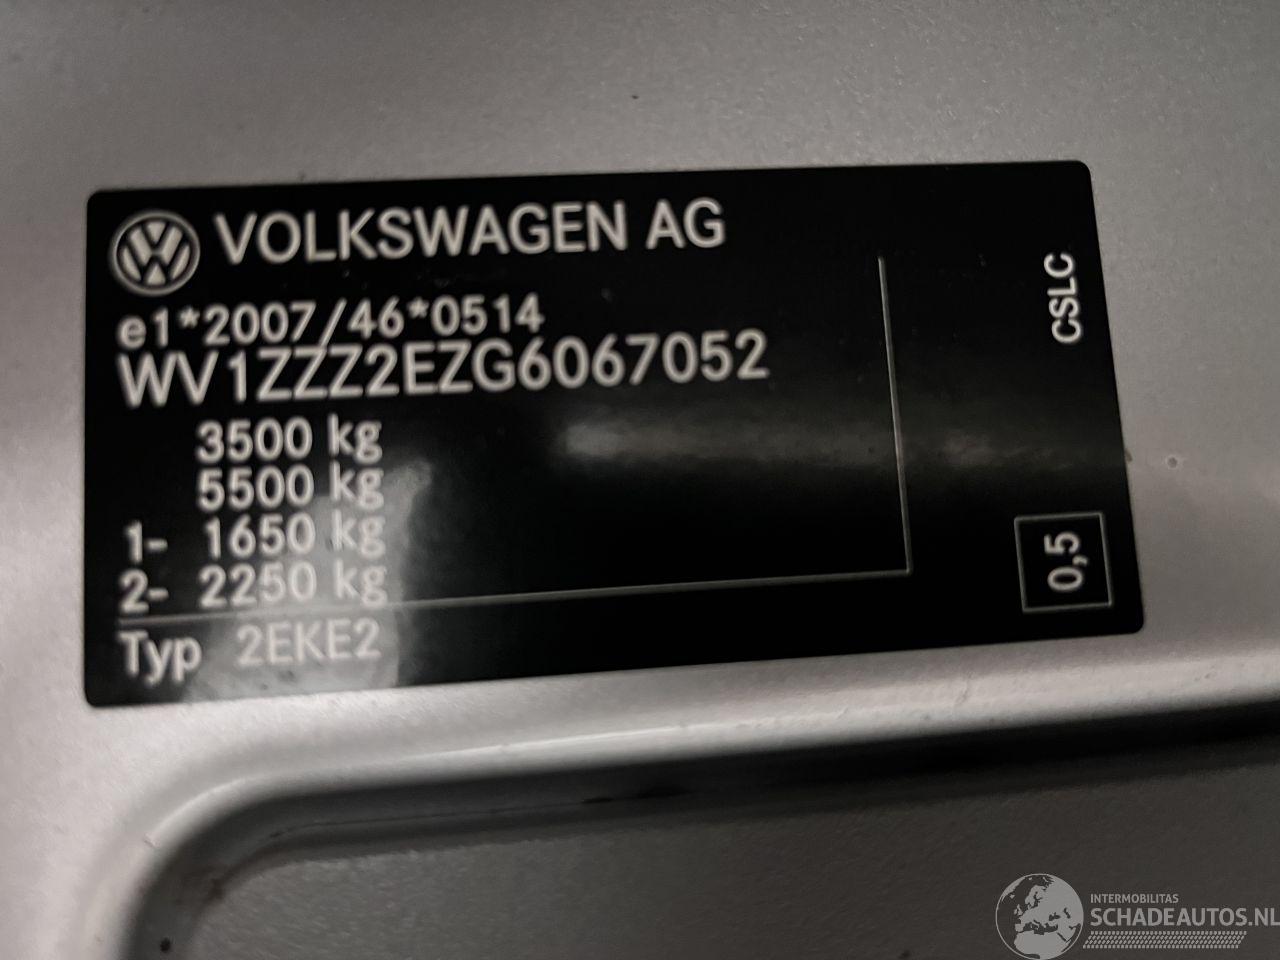 VOLKSWAGEN AG
e1*2007/46*0514
WV1ZZZ2EZG6067052
3500 kg
5500 kg
1- 1650 kg
2- 2250 kg
Typ 2EKE2
CSLC
0,5
INTERMOBILITAS
SCHADEAUTOS.NL